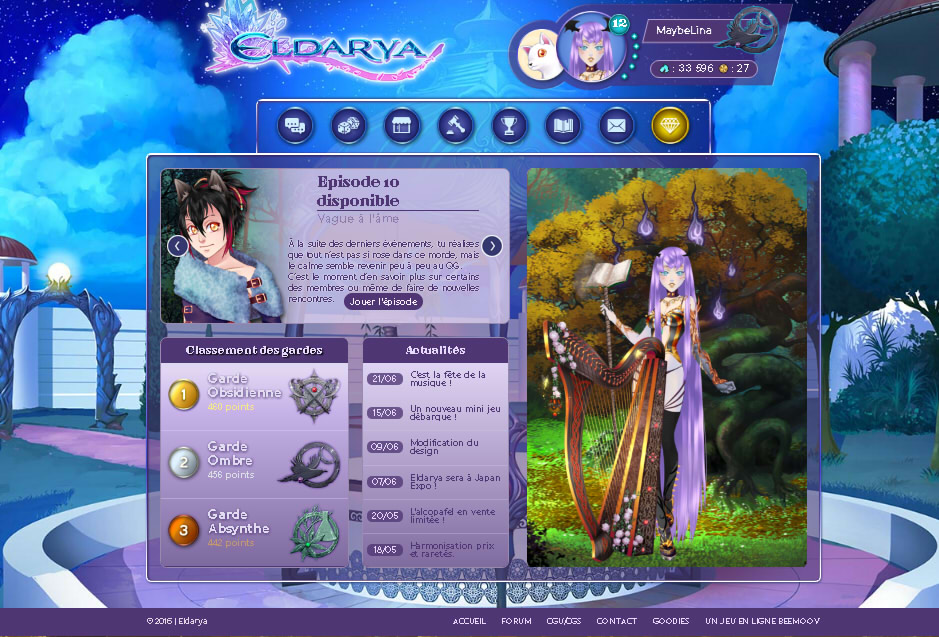 ELDARYA
12
MaybeLina
: 33 596 : 27
Episode 10
disponible
Vague à l'âme
À la suite des derniers événements, tu réalises
que tout n'est pas si rose dans ce monde, mais
le calme semble revenir peu à peu au QG.
C'est le moment d'en savoir plus sur certains
des membres ou même de faire de nouvelles
rencontres.
Jouer l'épisode
Classement des gardes
1
Garde
Obsidienne
460 points
2
Garde
Ombre
456 points
3
Garde
Absynthe
442 points
Actualités
21/06 C'est la fête de la
musique !
15/06 Un nouveau mini jeu
débarque !
09/06 Modification du
design
07/06 Eldarya sera à Japan
Expo !
20/05 L'alcopafel en vente
limitée !
18/05 Harmonisation prix
et raretés.
© 2016 | Eldarya
ACCUEIL FORUM CGU/CGS CONTACT GOODIES UN JEU EN LIGNE BEEMOOV